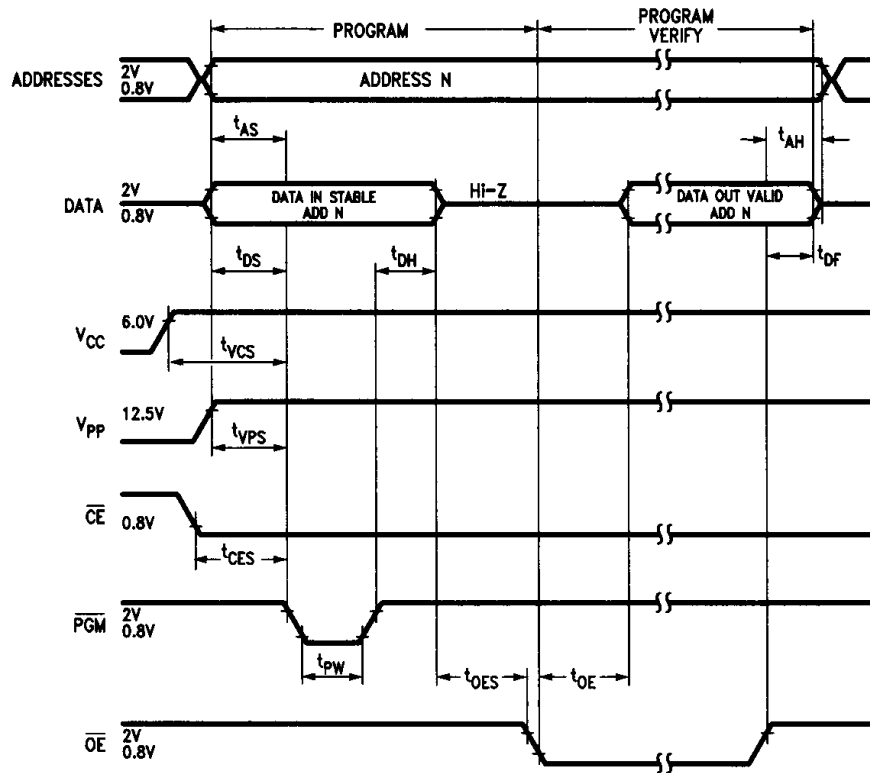 PROGRAM
PROGRAM
VERIFY
ADDRESSES
2V
0.8V
ADDRESS N
tAS
tAH
DATA
2V
0.8V
DATA IN STABLE
ADD N
Hi-Z
DATA OUT VALID
ADD N
tDS
tDH
tDF
VCC
6.0V
tVCS
VPP
12.5V
tVPS
CE
0.8V
tCES
PGM
2V
0.8V
tPW
tOES
tOE
OE
2V
0.8V